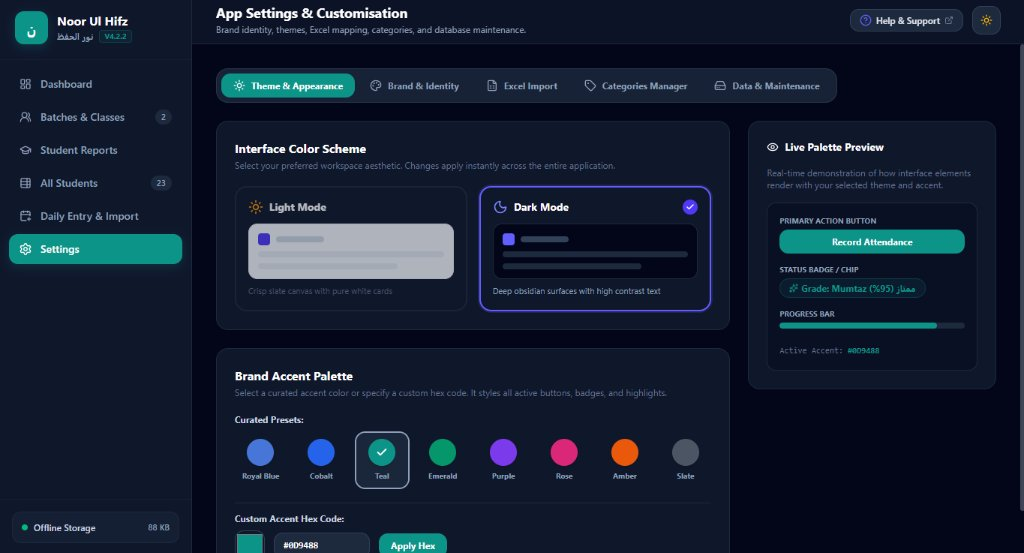 ن
Noor Ul Hifz
نور الحفظ
V4.2.2
Dashboard
Batches & Classes
2
Student Reports
All Students
23
Daily Entry & Import
Settings
Offline Storage
88 KB
App Settings & Customisation
Brand identity, themes, Excel mapping, categories, and database maintenance.
Help & Support
Theme & Appearance
Brand & Identity
Excel Import
Categories Manager
Data & Maintenance
Interface Color Scheme
Select your preferred workspace aesthetic. Changes apply instantly across the entire application.
Light Mode
Crisp slate canvas with pure white cards
Dark Mode
Deep obsidian surfaces with high contrast text
Brand Accent Palette
Select a curated accent color or specify a custom hex code. It styles all active buttons, badges, and highlights.
Curated Presets:
Royal Blue
Cobalt
Teal
Emerald
Purple
Rose
Amber
Slate
Custom Accent Hex Code:
#0D9488
Apply Hex
Live Palette Preview
Real-time demonstration of how interface elements
render with your selected theme and accent.
PRIMARY ACTION BUTTON
Record Attendance
STATUS BADGE / CHIP
Grade: Mumtaz (%95) ممتاز
PROGRESS BAR
Active Accent: #0D9488